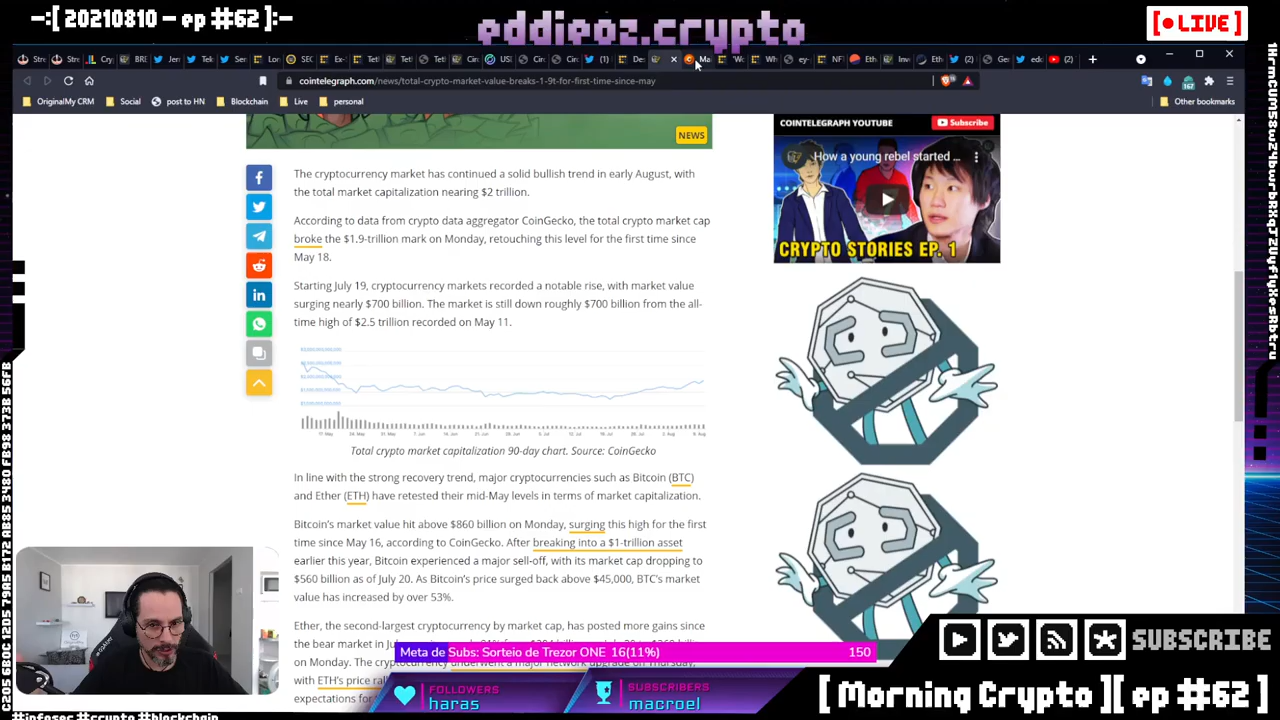 -:[ 20210810 - ep #62]:-
eddieoz.crypto
[● LIVE]
cointelegraph.com/news/total-crypto-market-value-breaks-1-9t-for-first-time-since-may
OriginalMy CRM
Social
post to HN
Blockchain
Live
personal
Other bookmarks
NEWS
The cryptocurrency market has continued a solid bullish trend in early August, with
the total market capitalization nearing $2 trillion.
According to data from crypto data aggregator CoinGecko, the total crypto market cap
broke the $1.9-trillion mark on Monday, retouching this level for the first time since
May 18.
Starting July 19, cryptocurrency markets recorded a notable rise, with market value
surging nearly $700 billion. The market is still down roughly $700 billion from the all-
time high of $2.5 trillion recorded on May 11.
Total crypto market capitalization 90-day chart. Source: CoinGecko
In line with the strong recovery trend, major cryptocurrencies such as Bitcoin (BTC)
and Ether (ETH) have retested their mid-May levels in terms of market capitalization.
Bitcoin's market value hit above $860 billion on Monday, surging this high for the first
time since May 16, according to CoinGecko. After breaking into a $1-trillion asset
earlier this year, Bitcoin experienced a major sell-off, with its market cap dropping to
$560 billion as of July 20. As Bitcoin's price surged back above $45,000, BTC's market
value has increased by over 53%.
Ether, the second-largest cryptocurrency by market cap, has posted more gains since
the bear market in
on Monday. The cryptocurrency underwent a major network upgrade on Thursday,
with ETH's price
expectations for
COINTELEGRAPH YOUTUBE
Subscribe
How a young rebel started ...
CRYPTO STORIES EP. 1
Meta de Subs: Sorteio de Trezor ONE 16(11%)
150
FOLLOWERS
haras
SUBSCRIBERS
macroel
SUBSCRIBE
[ Morning Crypto ][ ep #62 ]
#infosec #crypto #blockchain